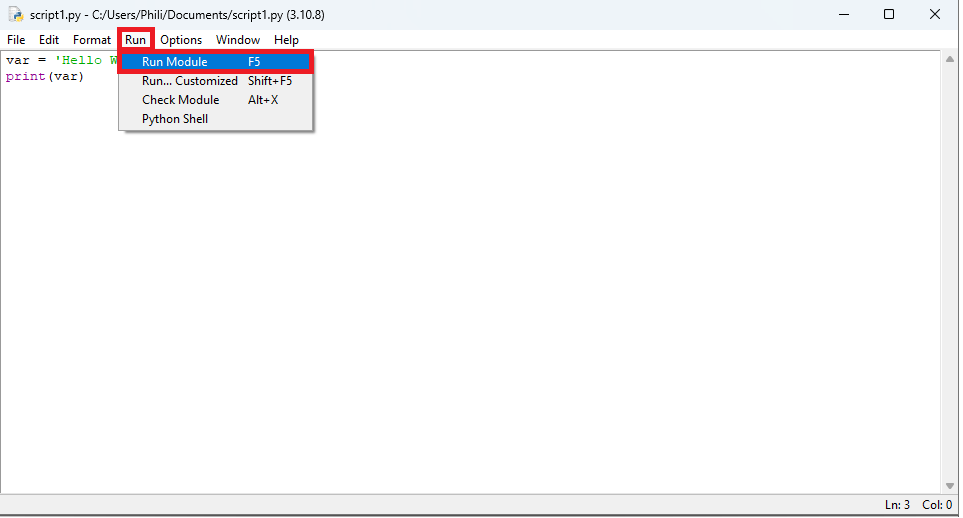 script1.py - C:/Users/Phili/Documents/script1.py (3.10.8)
File Edit Format Run Options Window Help
var = 'Hello
print(var)
Run Module F5
Run... Customized Shift+F5
Check Module Alt+X
Python Shell
Ln: 3 Col: 0